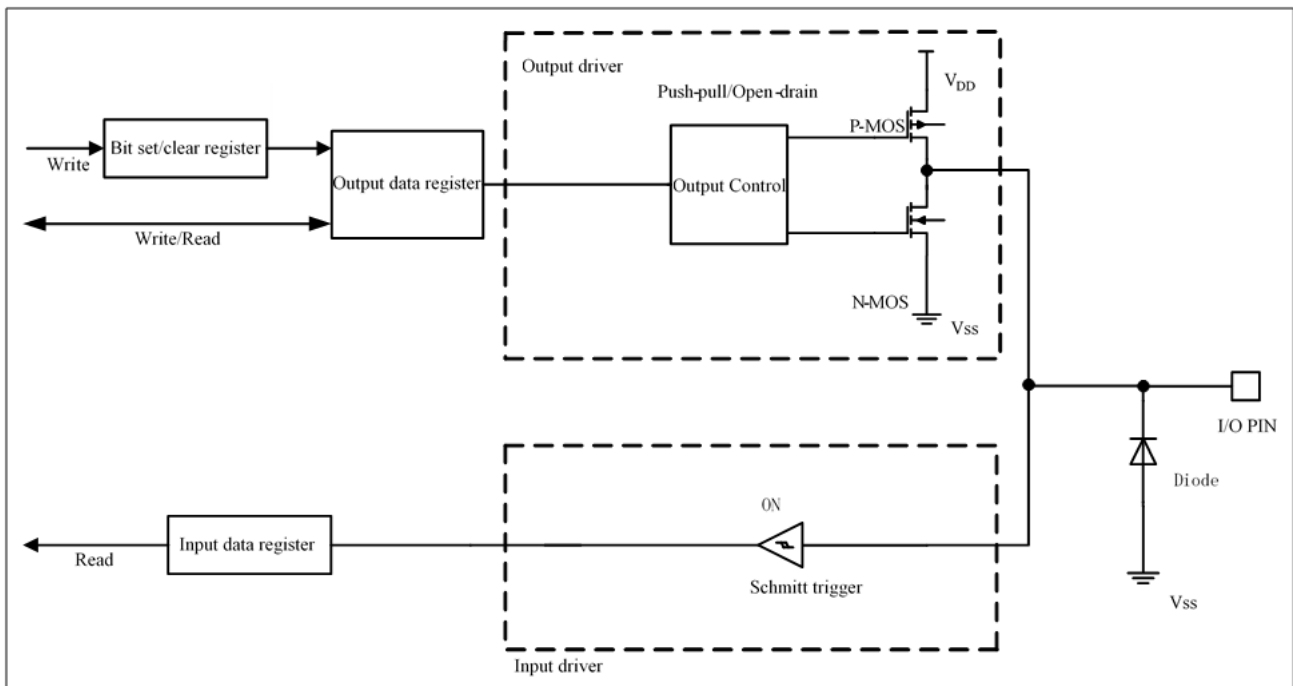 Output driver
Push-pull/Open-drain
VDD
P-MOS
Write
Bit set/clear register
Output data register
Output Control
Write/Read
N-MOS
Vss
I/O PIN
Diode
ON
Read
Input data register
Schmitt trigger
Vss
Input driver